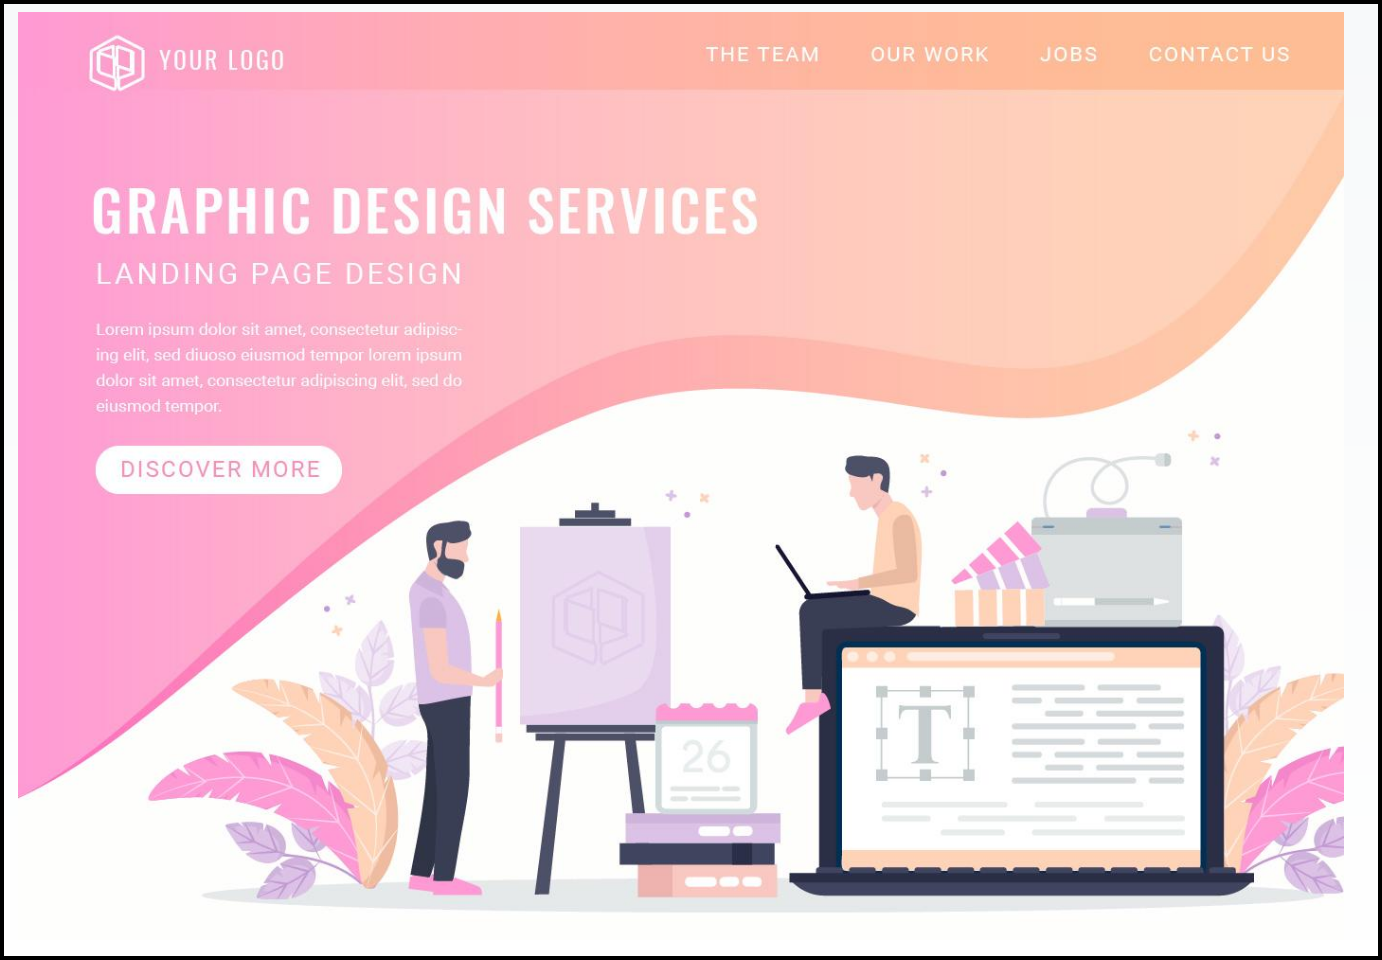 YOUR LOGO
THE TEAM
OUR WORK
JOBS
CONTACT US
GRAPHIC DESIGN SERVICES
LANDING PAGE DESIGN
Lorem ipsum dolor sit amet, consectetur adipisc-
ing elit, sed diuoso eiusmod tempor lorem ipsum
dolor sit amet, consectetur adipiscing elit, sed do
eiusmod tempor.
DISCOVER MORE
T
26